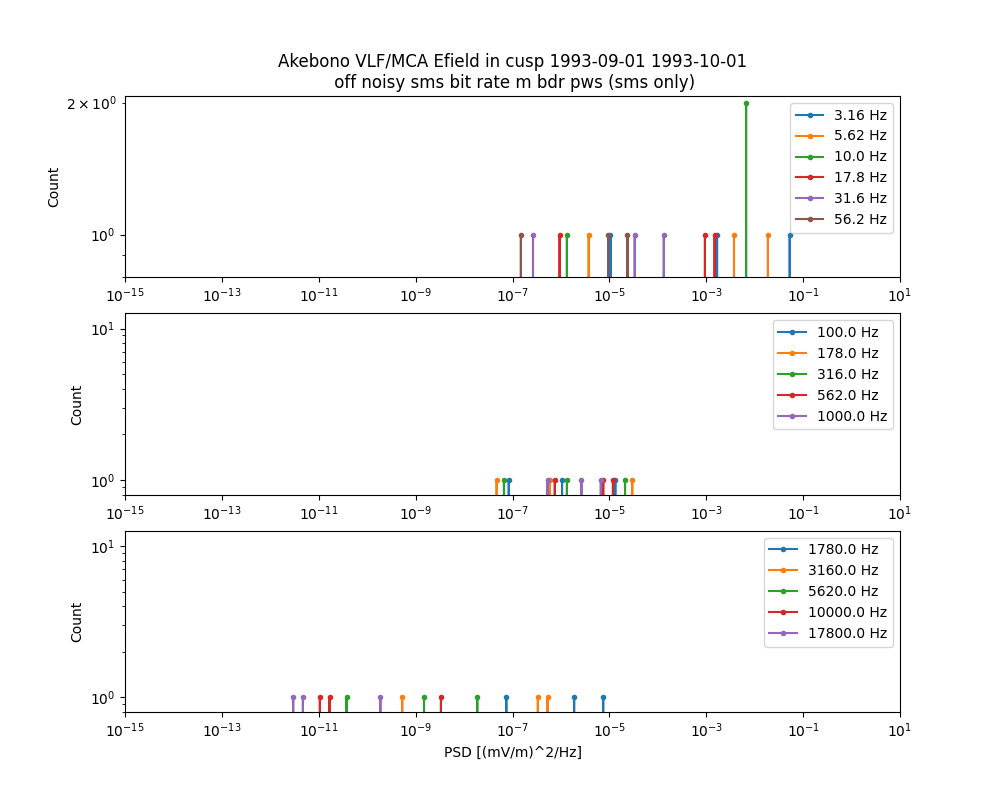 Akebono VLF/MCA Efield in cusp 1993-09-01 1993-10-01
off noisy sms bit rate m bdr pws (sms only)
2 × 10⁰
10⁰
Count
3.16 Hz
5.62 Hz
10.0 Hz
17.8 Hz
31.6 Hz
56.2 Hz
10⁻¹⁵ 10⁻¹³ 10⁻¹¹ 10⁻⁹ 10⁻⁷ 10⁻⁵ 10⁻³ 10⁻¹ 10¹
10¹
10⁰
Count
100.0 Hz
178.0 Hz
316.0 Hz
562.0 Hz
1000.0 Hz
10⁻¹⁵ 10⁻¹³ 10⁻¹¹ 10⁻⁹ 10⁻⁷ 10⁻⁵ 10⁻³ 10⁻¹ 10¹
10¹
10⁰
Count
1780.0 Hz
3160.0 Hz
5620.0 Hz
10000.0 Hz
17800.0 Hz
10⁻¹⁵ 10⁻¹³ 10⁻¹¹ 10⁻⁹ 10⁻⁷ 10⁻⁵ 10⁻³ 10⁻¹ 10¹
PSD [(mV/m)^2/Hz]